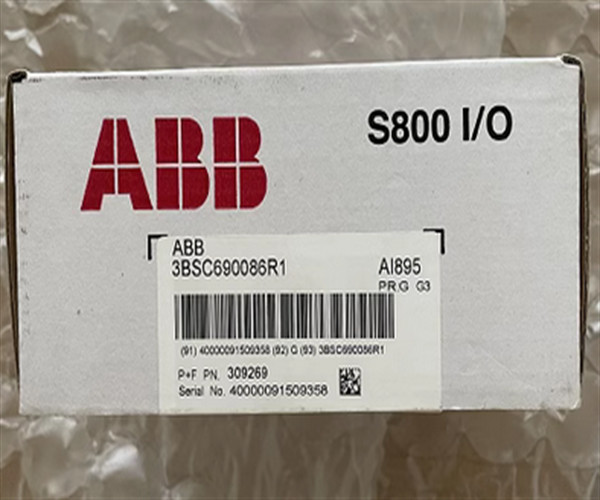 ABB
S800 I/O
ABB
3BSC690086R1 AI895
PR:G G3
(91) 40000091509358 (92) G (93) 3BSC690086R1
P+F PN. 309269
Serial No. 40000091509358